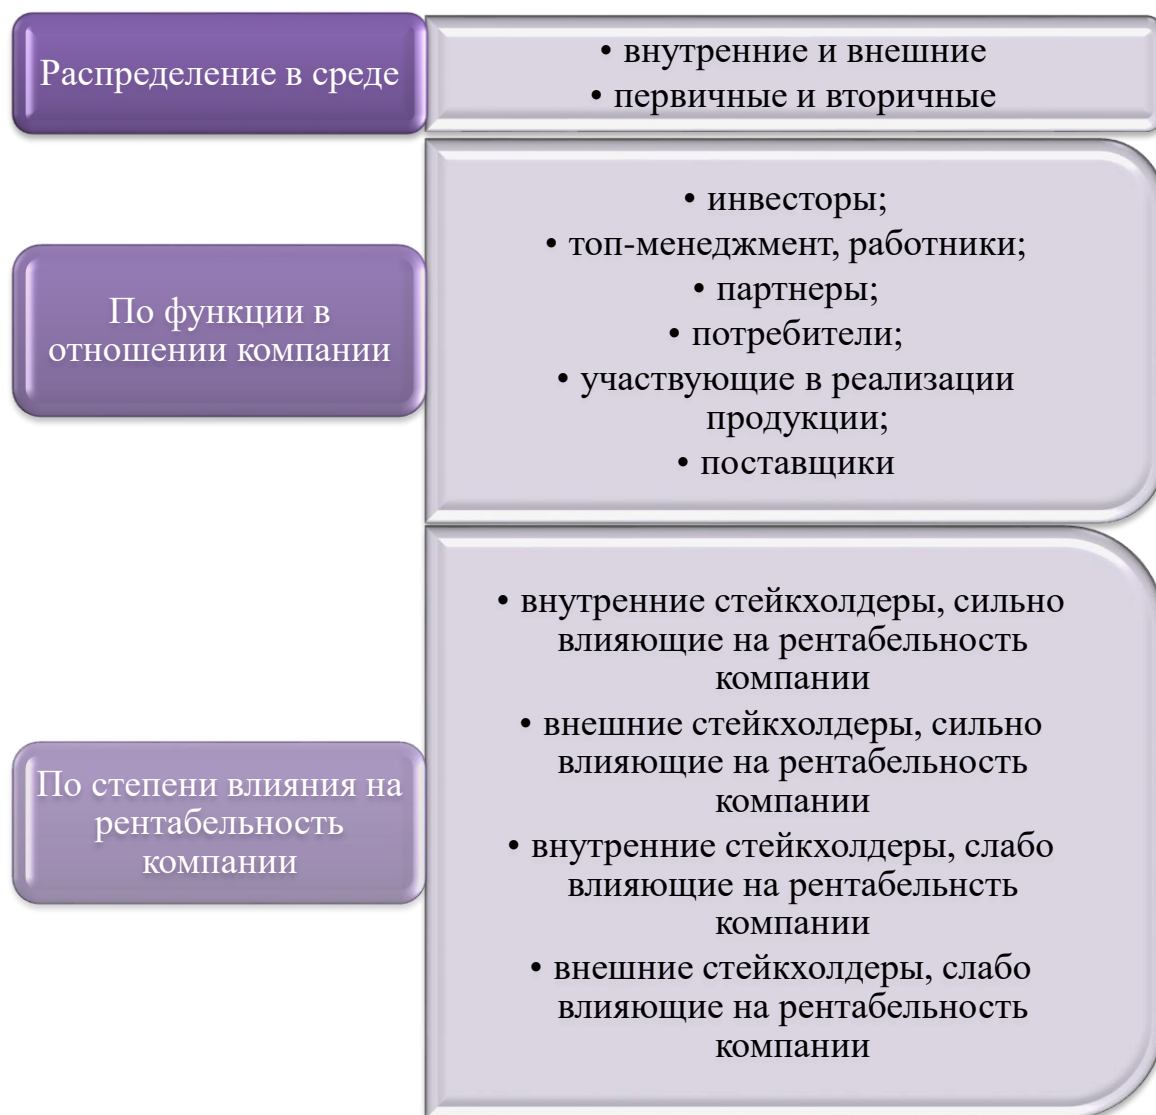 Распределение в среде
• внутренние и внешние
• первичные и вторичные
По функции в
отношении компании
• инвесторы;
• топ-менеджмент, работники;
• партнеры;
• потребители;
• участвующие в реализации
продукции;
• поставщики
По степени влияния на
рентабельность
компании
• внутренние стейкхолдеры, сильно
влияющие на рентабельность
компании
• внешние стейкхолдеры, сильно
влияющие на рентабельность
компании
• внутренние стейкхолдеры, слабо
влияющие на рентабельнсть
компании
• внешние стейкхолдеры, слабо
влияющие на рентабельность
компании